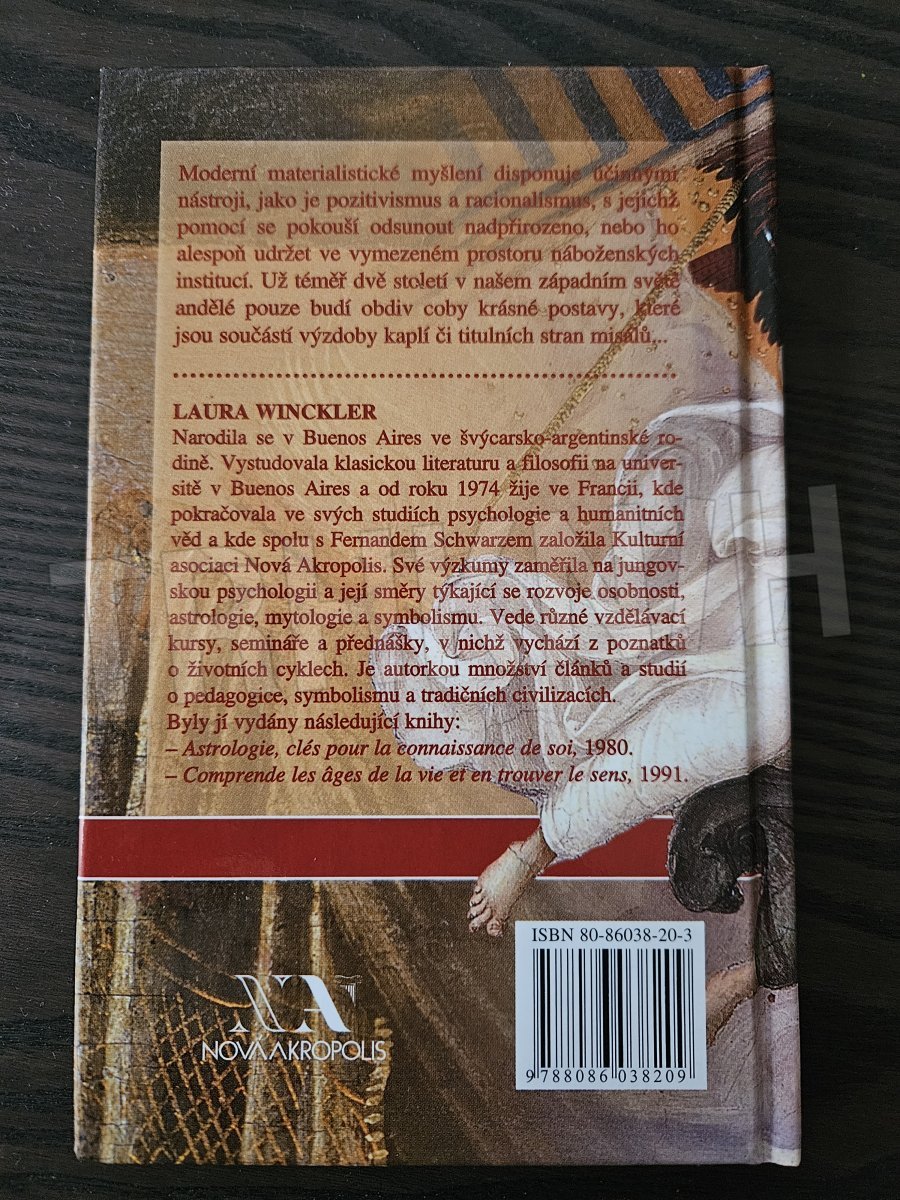 Moderní materialistické myšlení disponuje účinnými
nástroji, jako je pozitivismus a racionalismus, s jejichž
pomocí se pokouší odsunout nadpřirozeno, nebo ho
alespoň udržet ve vymezeném prostoru náboženských
institucí. Už téměř dvě století v našem západním světě
andělé pouze budí obdiv coby krásné postavy, které
jsou součástí výzdoby kaplí či titulních stran misálů,..
LAURA WINCKLER
Narodila se v Buenos Aires ve švýcarsko-argentinské ro-
dině. Vystudovala klasickou literaturu a filosofii na univer-
sitě v Buenos Aires a od roku 1974 žije ve Francii, kde
pokračovala ve svých studiích psychologie a humanitních
věd a kde spolu s Fernandem Schwarzem založila Kulturní
asociaci Nová Akropolis. Své výzkumy zaměřila na jungov-
skou psychologii a její směry týkající se rozvoje osobnosti,
astrologie, mytologie a symbolismu. Vede různé vzdělávací
kursy, semináře a přednášky, v nichž vychází z poznatků
o životních cyklech. Je autorkou množství článků a studií
o pedagogice, symbolismu a tradičních civilizacích.
Byly jí vydány následující knihy:
– Astrologie, clés pour la connaissance de soi, 1980.
– Comprende les âges de la vie et en trouver le sens, 1991.
ISBN 80-86038-20-3
9 788086 038209
NA
NOVÁ AKROPOLIS